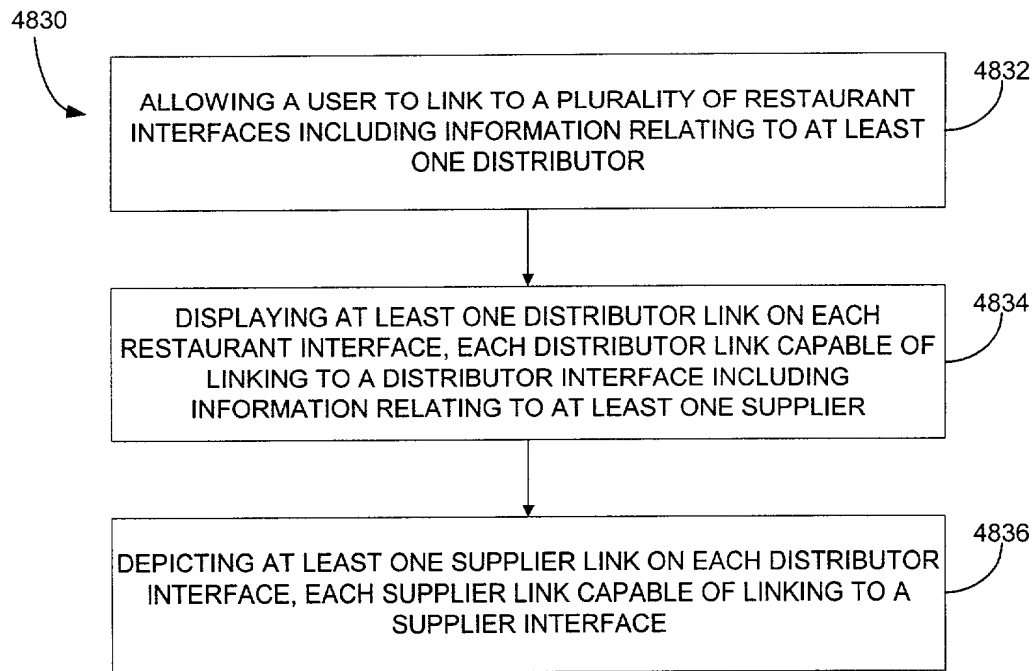 4830
4832
ALLOWING A USER TO LINK TO A PLURALITY OF RESTAURANT
INTERFACES INCLUDING INFORMATION RELATING TO AT LEAST
ONE DISTRIBUTOR
4834
DISPLAYING AT LEAST ONE DISTRIBUTOR LINK ON EACH
RESTAURANT INTERFACE, EACH DISTRIBUTOR LINK CAPABLE OF
LINKING TO A DISTRIBUTOR INTERFACE INCLUDING
INFORMATION RELATING TO AT LEAST ONE SUPPLIER
4836
DEPICTING AT LEAST ONE SUPPLIER LINK ON EACH DISTRIBUTOR
INTERFACE, EACH SUPPLIER LINK CAPABLE OF LINKING TO A
SUPPLIER INTERFACE